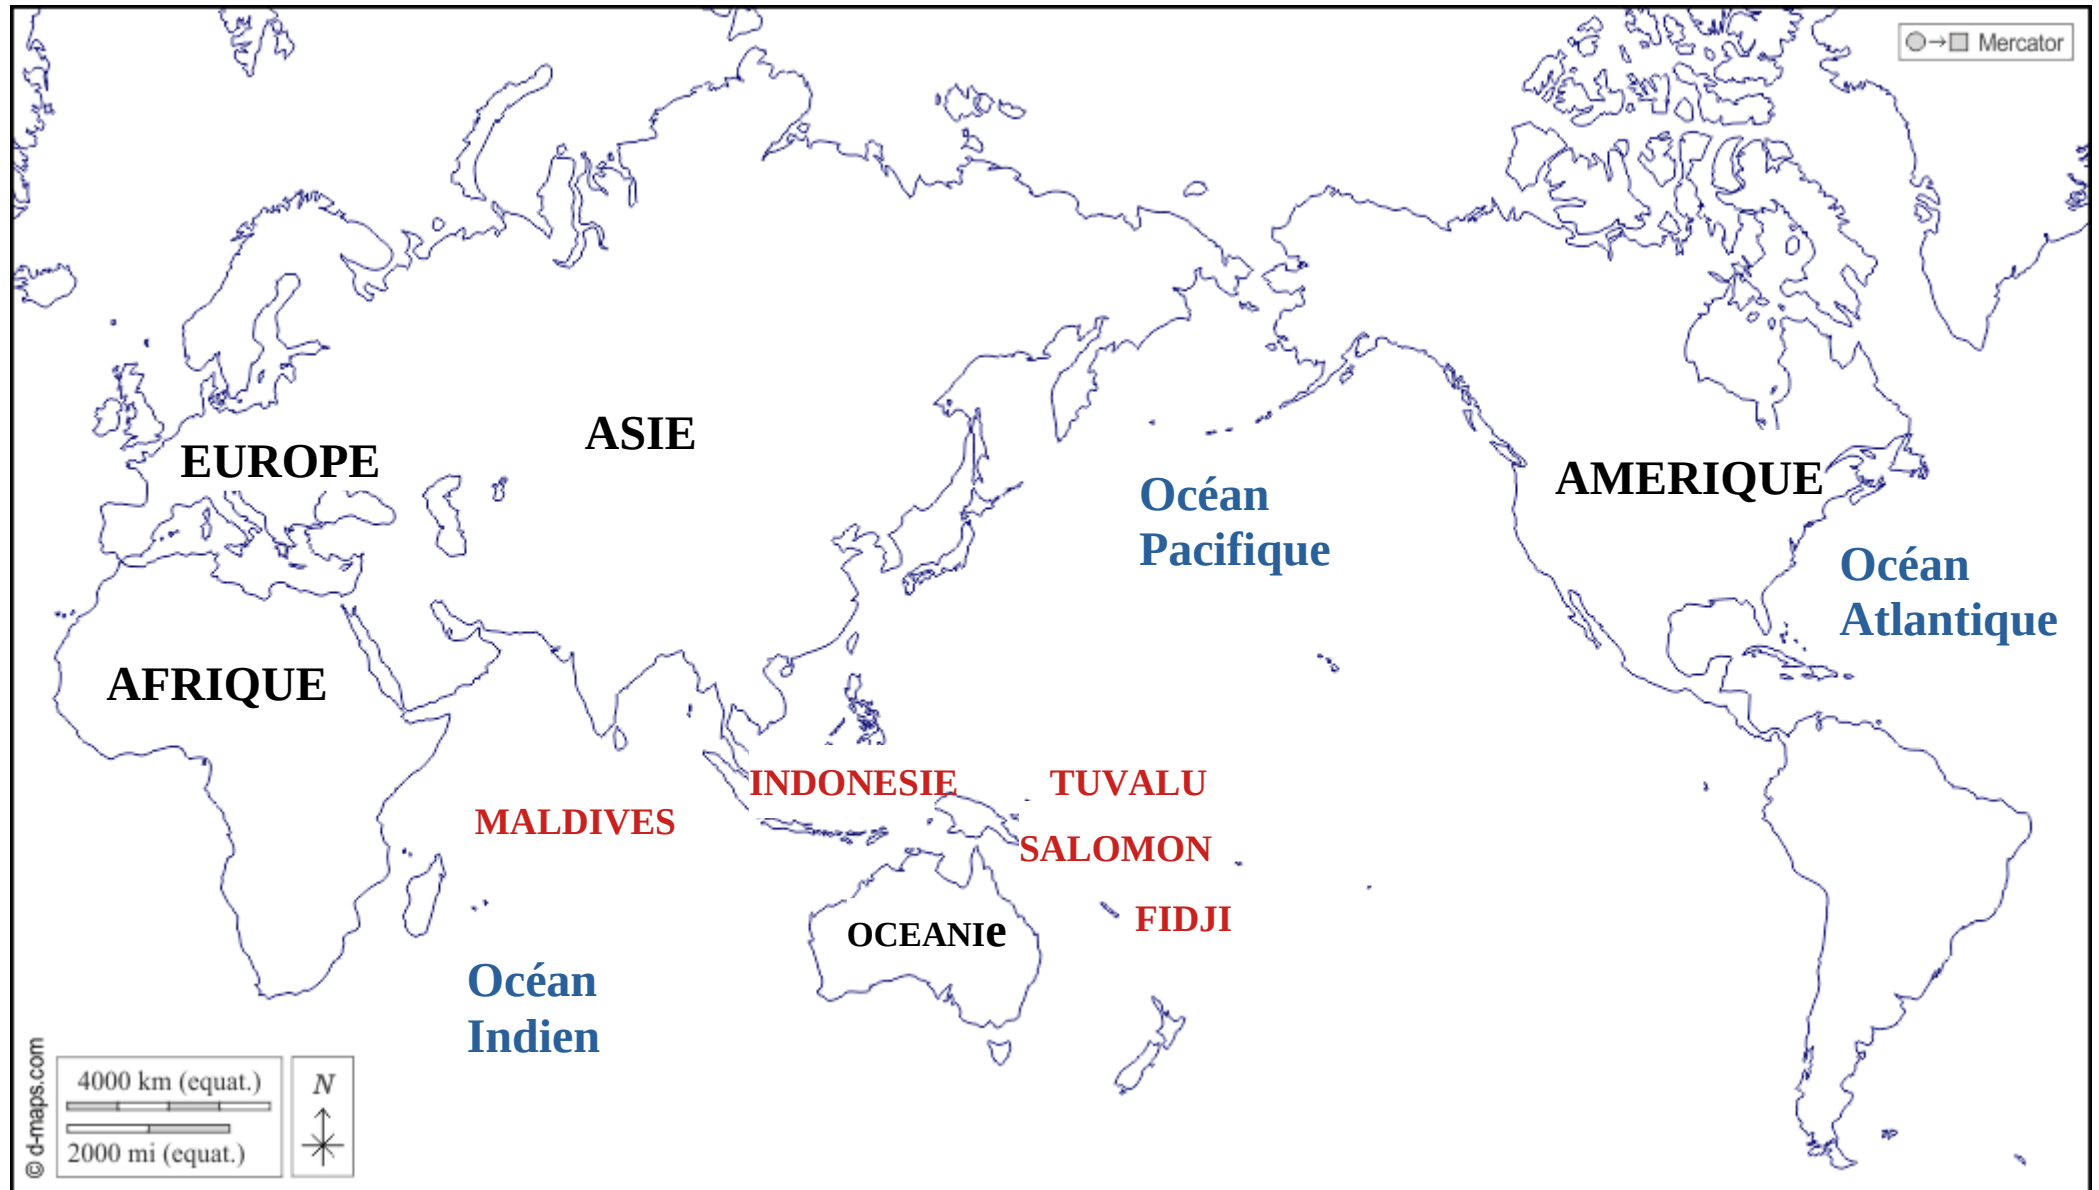 Mercator
ASIE
EUROPE
AMERIQUE
Océan
Pacifique
Océan
Atlantique
AFRIQUE
INDONESIE
TUVALU
MALDIVES
SALOMON
FIDJI
OCEANIe
Océan
Indien
4000 km (equat.)
2000 mi (equat.)
N
© d-maps.com